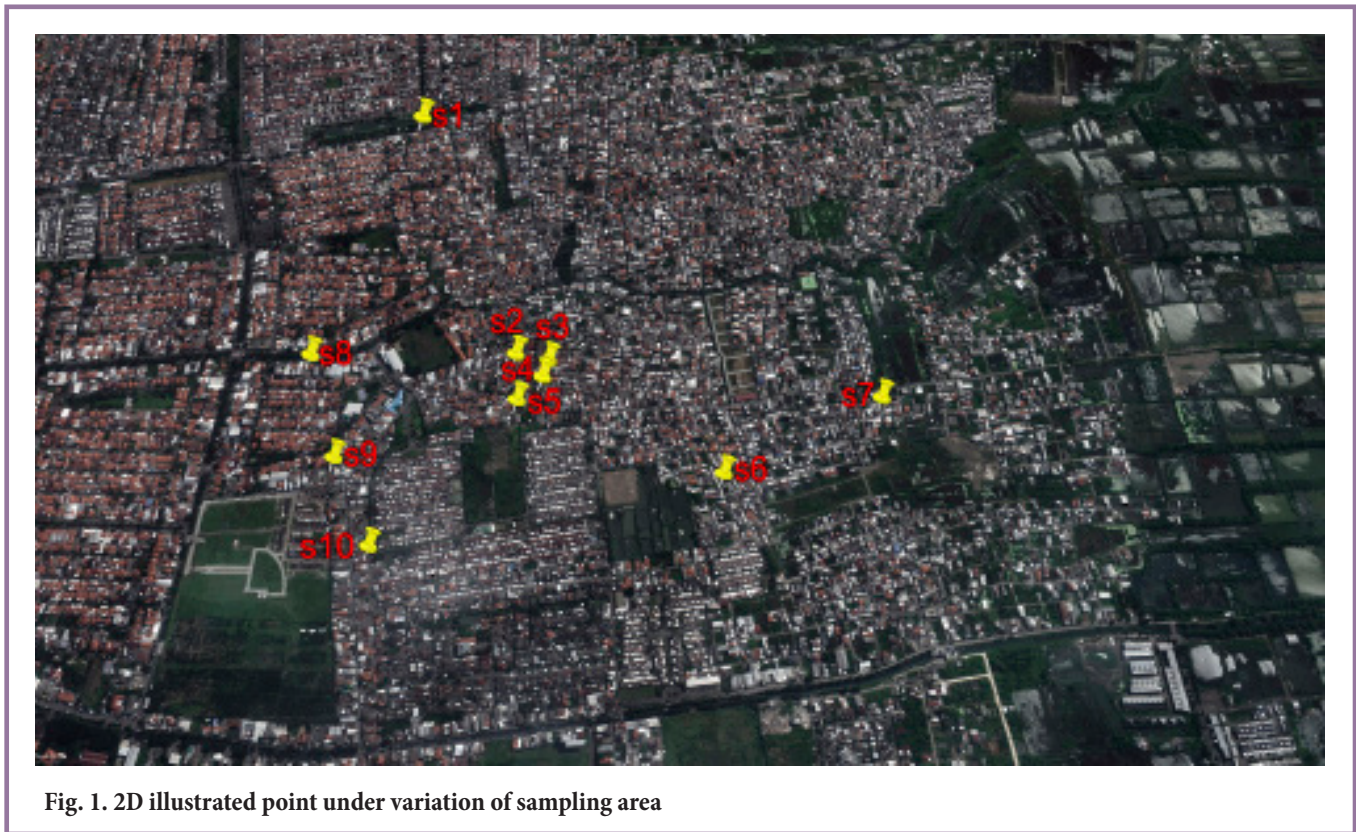 s1
s2
s3
s4
s5
s8
s7
s9
s6
s10
Fig. 1. 2D illustrated point under variation of sampling area